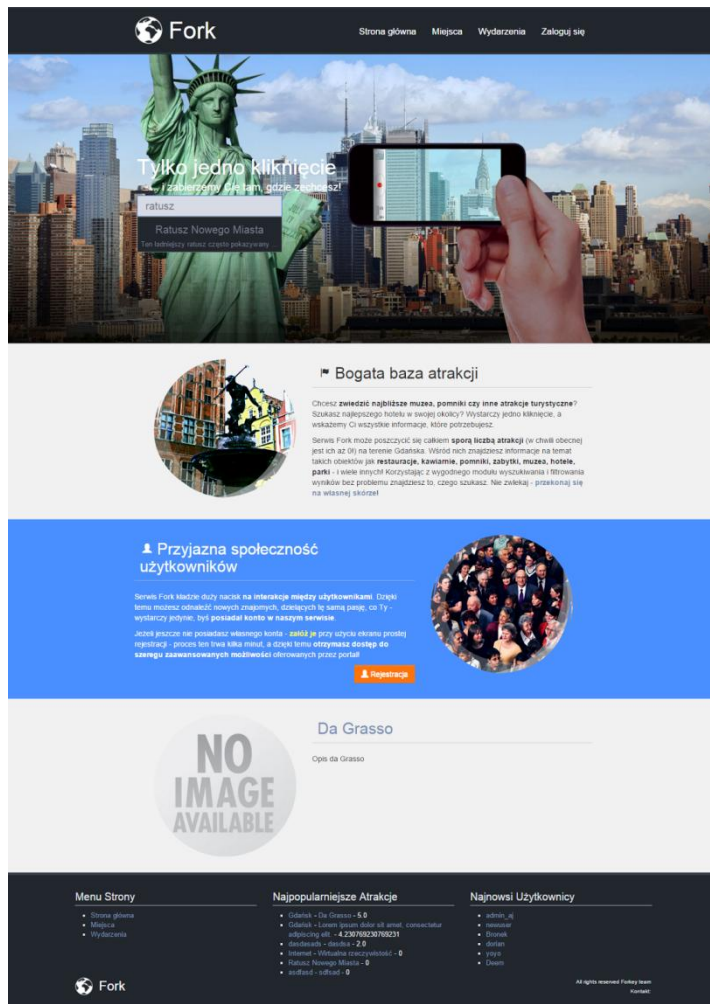 Fork
Strona główna Miejsca Wydarzenia Zaloguj się
Tylko jedno kliknięcie
... i zabierzemy Cię tam, gdzie zechcesz!
ratusz
Ratusz Nowego Miasta
Ten ładniejszy ratusz często pokazywany ...
Bogata baza atrakcji
Chcesz zwiedzić najbliższe muzea, pomniki czy inne atrakcje turystyczne?
Szukasz najlepszego hotelu w swojej okolicy? Wystarczy jedno kliknięcie, a
wskażemy Ci wszystkie informacje, które potrzebujesz.
Serwis Fork może poszczycić się całkiem sporą liczbą atrakcji (w chwili obecnej
jest ich aż 0!) na terenie Gdańska. Wśród nich znajdziesz informacje na temat
takich obiektów jak restauracje, kawiarnie, pomniki, zabytki, muzea, hotele,
parki - i wiele innych! Korzystając z wygodnego modułu wyszukiwania i filtrowania
wyników bez problemu znajdziesz to, czego szukasz. Nie zwlekaj - przekonaj się
na własnej skórze!
Przyjazna społeczność
użytkowników
Serwis Fork kładzie duży nacisk na interakcje między użytkownikami. Dzięki
temu możesz odnaleźć nowych znajomych, dzielących tę samą pasję, co Ty -
wystarczy jedynie, byś posiadał konto w naszym serwisie.
Jeżeli jeszcze nie posiadasz własnego konta - załóż je przy użyciu ekranu prostej
rejestracji - proces ten trwa kilka minut, a dzięki temu otrzymasz dostęp do
szeregu zaawansowanych możliwości oferowanych przez portal!
Rejestracja
NO
IMAGE
AVAILABLE
Da Grasso
Opis da Grasso
Menu Strony
Strona główna
Miejsca
Wydarzenia
Najpopularniejsze Atrakcje
Gdańsk - Da Grasso - 5.0
Gdańsk - Lorem ipsum dolor sit amet, consectetur
adipiscing elit. - 4.230769230769231
dasdasads - dasdsa - 2.0
Internet - Wirtualna rzeczywistość - 0
Ratusz Nowego Miasta - 0
asdfasd - sdfsad - 0
Najnowsi Użytkownicy
admin_aj
newuser
Bronek
dorian
yoyo
Deem
Fork
All rights reserved Forkey team
Kontakt: